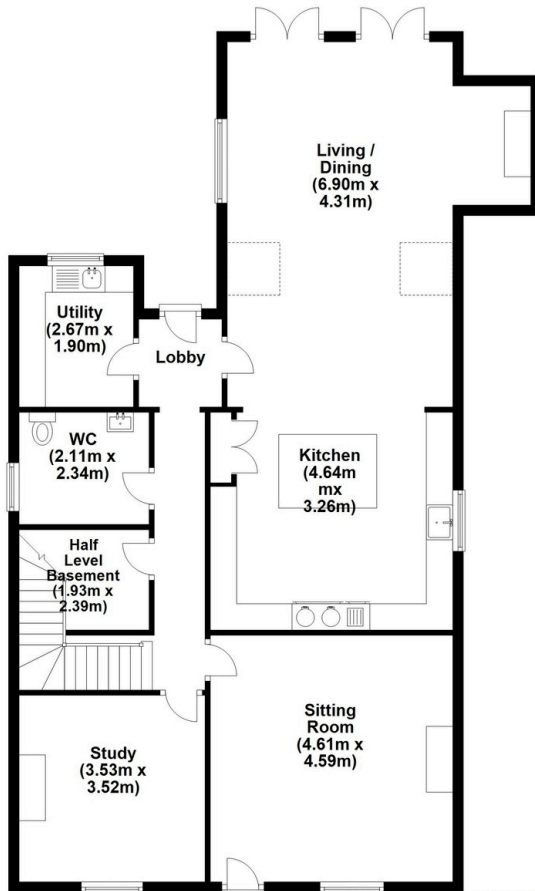 Living /
Dining
(6.90m x
4.31m)
Utility
(2.67m x
1.90m)
Lobby
WC
(2.11m x
2.34m)
Kitchen
(4.64m
mx
3.26m)
Half
Level
Basement
(1.93m x
2.39m)
Sitting
Room
(4.61m x
4.59m)
Study
(3.53m x
3.52m)